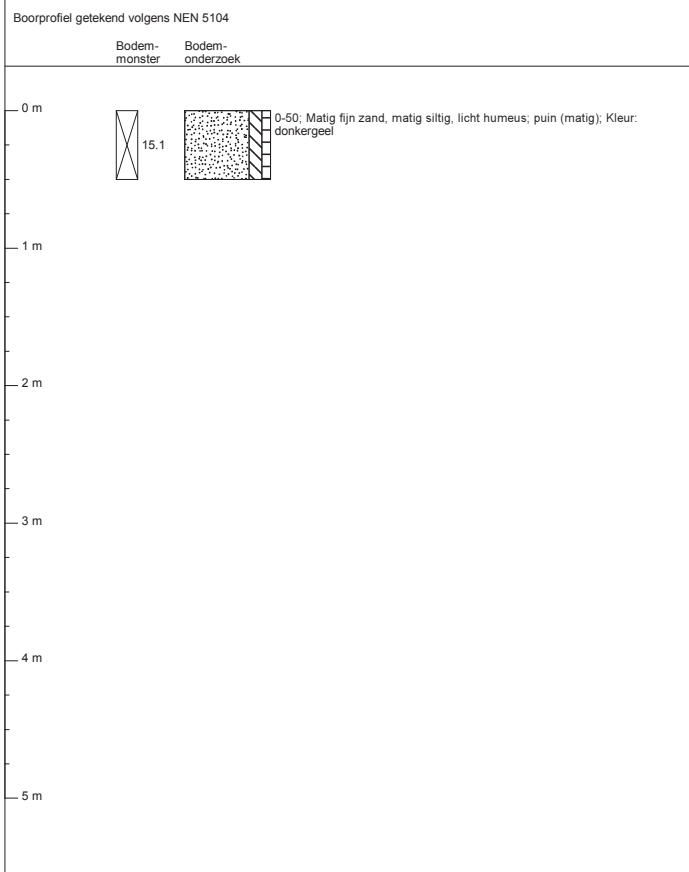 Boorprofiel getekend volgens NEN 5104
Bodem-
monster
Bodem-
onderzoek
0 m
15.1
0-50; Matig fijn zand, matig siltig, licht humeus; puin (matig); Kleur:
donkergeel
1 m
2 m
3 m
4 m
5 m